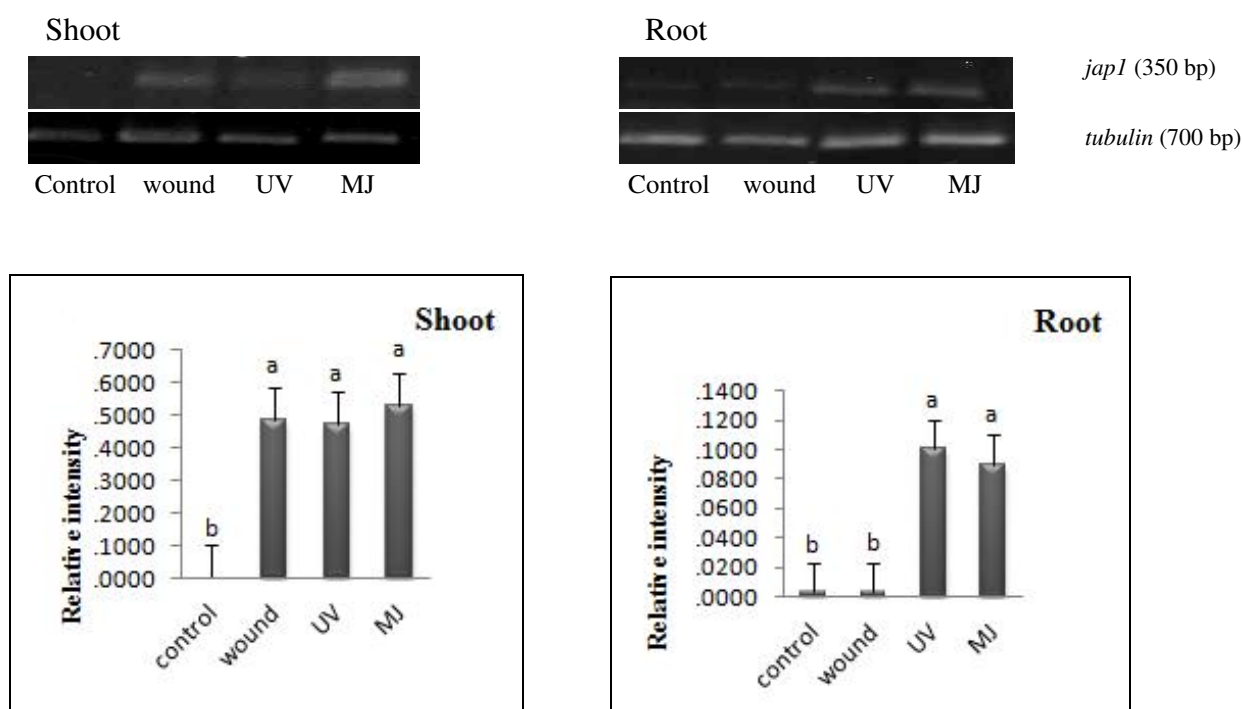 Shoot
Root
jap1 (350 bp)
tubulin (700 bp)
Control wound UV MJ
Control wound UV MJ
Shoot
.7000
.6000
.5000
.4000
.3000
.2000
.1000
.0000
Relative intensity
b a a a
control wound UV MJ
Root
.1400
.1200
.1000
.0800
.0600
.0400
.0200
.0000
Relative intensity
b b a a
control wound UV MJ